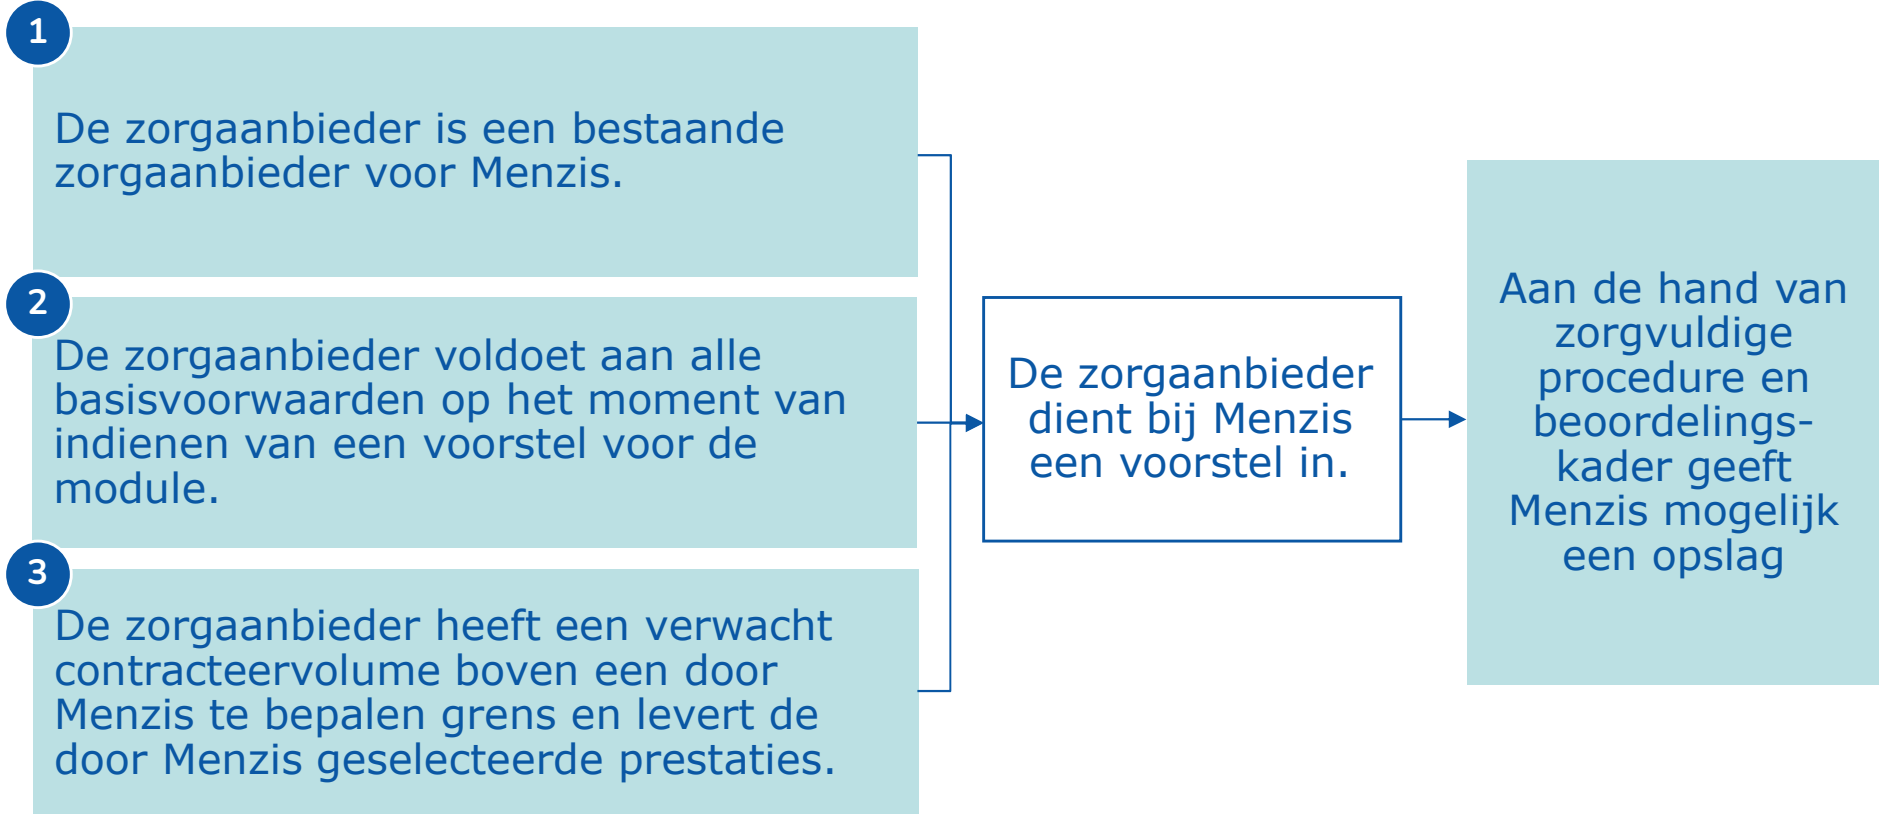 1
De zorgaanbieder is een bestaande
zorgaanbieder voor Menzis.
2
De zorgaanbieder voldoet aan alle
basisvoorwaarden op het moment van
indienen van een voorstel voor de
module.
3
De zorgaanbieder heeft een verwacht
contracteervolume boven een door
Menzis te bepalen grens en levert de
door Menzis geselecteerde prestaties.
De zorgaanbieder
dient bij Menzis
een voorstel in.
Aan de hand van
zorgvuldige
procedure en
beoordelings-
kader geeft
Menzis mogelijk
een opslag